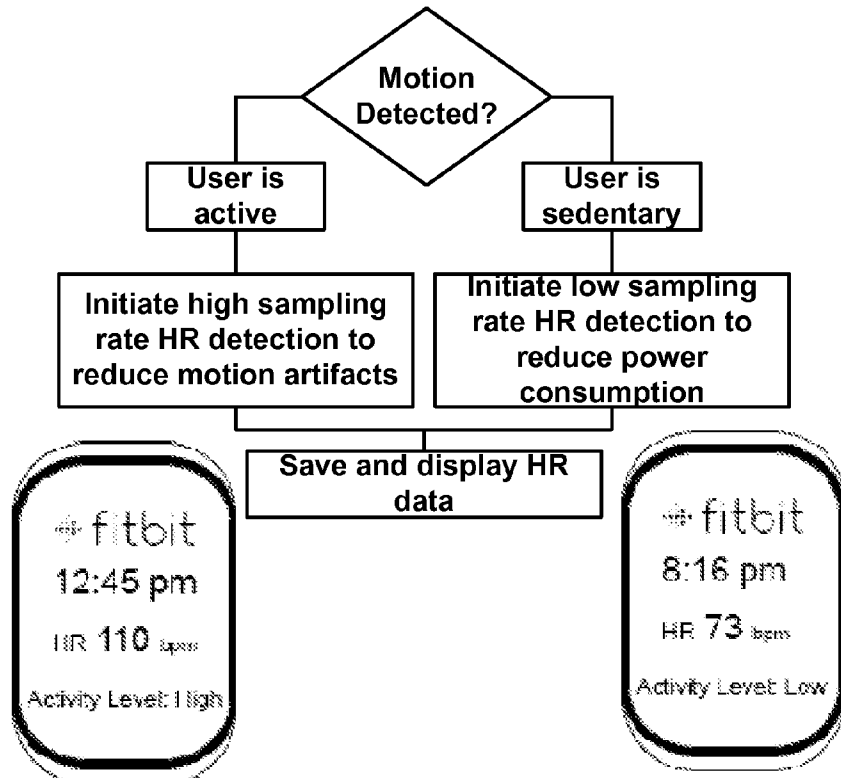 Motion
Detected?
User is
active
User is
sedentary
Initiate high sampling
rate HR detection to
reduce motion artifacts
Initiate low sampling
rate HR detection to
reduce power
consumption
Save and display HR
data
fitbit
12:45 pm
HR 110 bpm
Activity Level: High
fitbit
8:16 pm
HR 73 bpm
Activity Level: Low